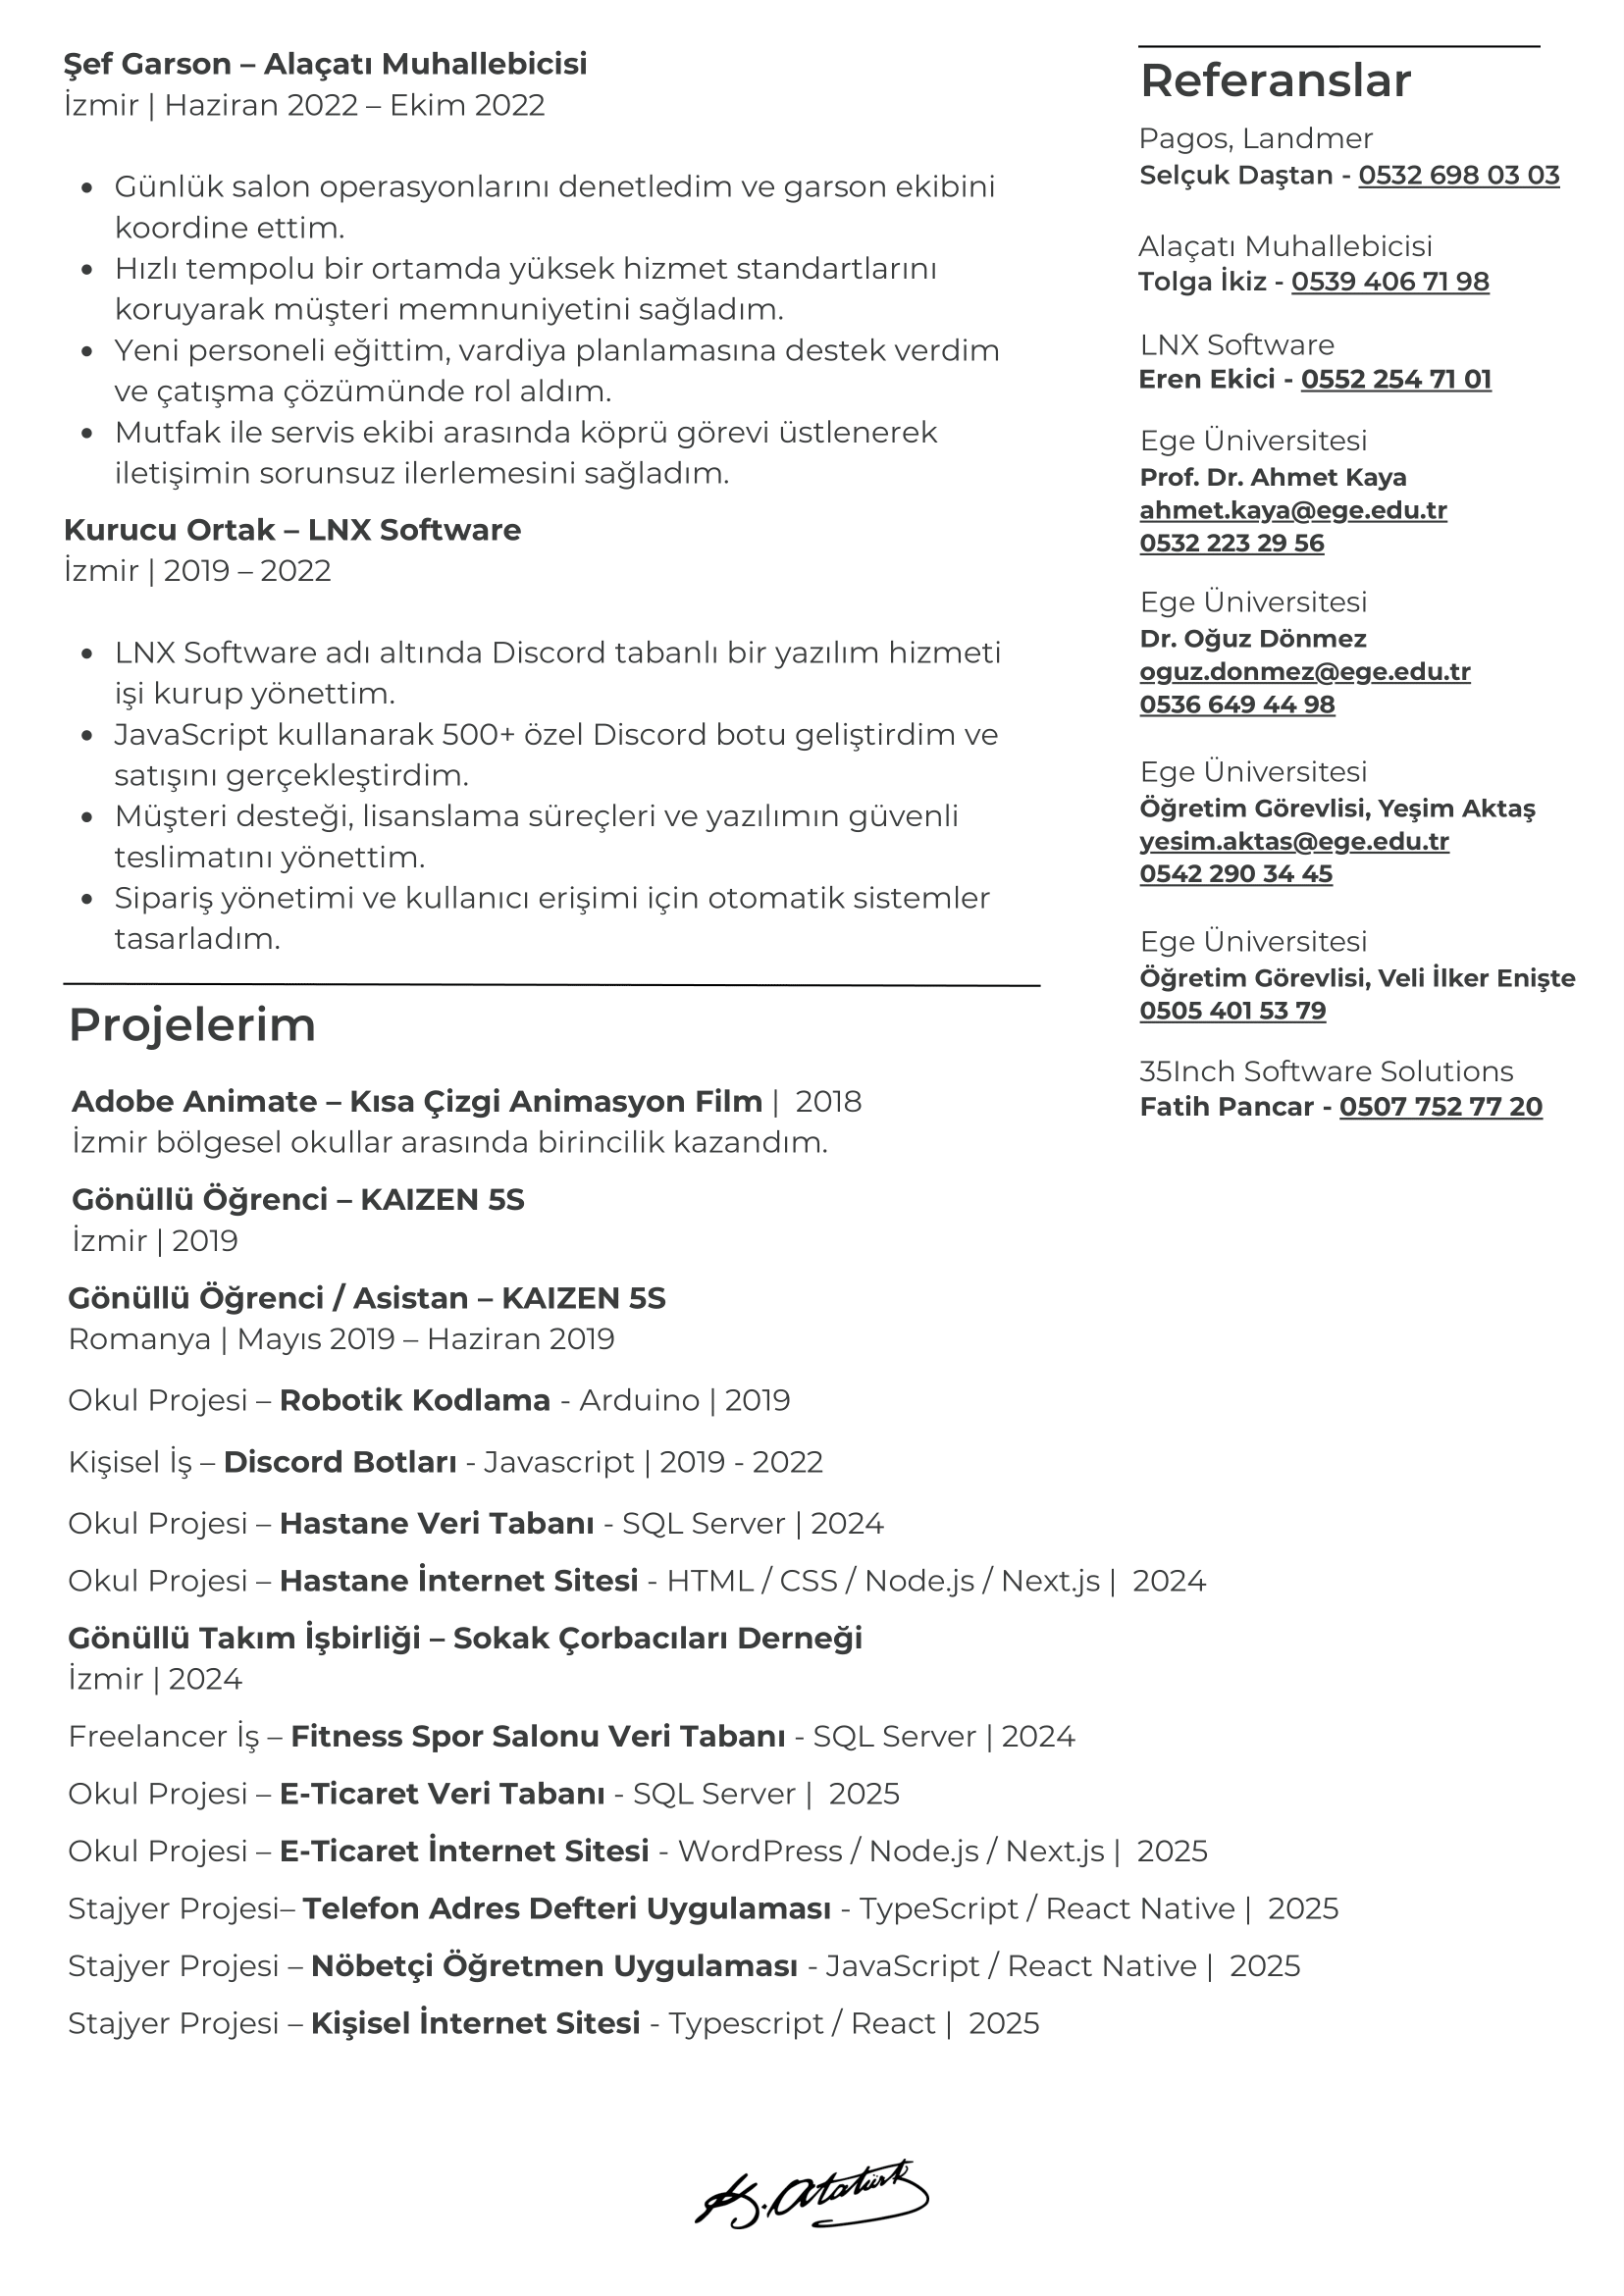 Şef Garson – Alaçatı Muhallebicisi
İzmir | Haziran 2022 – Ekim 2022
• Günlük salon operasyonlarını denetledim ve garson ekibini
koordine ettim.
• Hızlı tempolu bir ortamda yüksek hizmet standartlarını
koruyarak müşteri memnuniyetini sağladım.
• Yeni personeli eğittim, vardiya planlamasına destek verdim
ve çatışma çözümünde rol aldım.
• Mutfak ile servis ekibi arasında köprü görevi üstlenerek
iletişimin sorunsuz ilerlemesini sağladım.
Kurucu Ortak – LNX Software
İzmir | 2019 – 2022
• LNX Software adı altında Discord tabanlı bir yazılım hizmeti
işi kurup yönettim.
• JavaScript kullanarak 500+ özel Discord botu geliştirdim ve
satışını gerçekleştirdim.
• Müşteri desteği, lisanslama süreçleri ve yazılımın güvenli
teslimatını yönettim.
• Sipariş yönetimi ve kullanıcı erişimi için otomatik sistemler
tasarladım.
Projelerim
Adobe Animate – Kısa Çizgi Animasyon Film | 2018
İzmir bölgesel okullar arasında birincilik kazandım.
Gönüllü Öğrenci – KAIZEN 5S
İzmir | 2019
Gönüllü Öğrenci / Asistan – KAIZEN 5S
Romanya | Mayıs 2019 – Haziran 2019
Okul Projesi – Robotik Kodlama - Arduino | 2019
Kişisel İş – Discord Botları - Javascript | 2019 - 2022
Okul Projesi – Hastane Veri Tabanı - SQL Server | 2024
Okul Projesi – Hastane İnternet Sitesi - HTML / CSS / Node.js / Next.js | 2024
Gönüllü Takım İşbirliği – Sokak Çorbacıları Derneği
İzmir | 2024
Freelancer İş – Fitness Spor Salonu Veri Tabanı - SQL Server | 2024
Okul Projesi – E-Ticaret Veri Tabanı - SQL Server | 2025
Okul Projesi – E-Ticaret İnternet Sitesi - WordPress / Node.js / Next.js | 2025
Stajyer Projesi– Telefon Adres Defteri Uygulaması - TypeScript / React Native | 2025
Stajyer Projesi – Nöbetçi Öğretmen Uygulaması - JavaScript / React Native | 2025
Stajyer Projesi – Kişisel İnternet Sitesi - Typescript / React | 2025
Referanslar
Pagos, Landmer
Selçuk Daştan - 0532 698 03 03
Alaçatı Muhallebicisi
Tolga İkiz - 0539 406 71 98
LNX Software
Eren Ekici - 0552 254 71 01
Ege Üniversitesi
Prof. Dr. Ahmet Kaya
ahmet.kaya@ege.edu.tr
0532 223 29 56
Ege Üniversitesi
Dr. Oğuz Dönmez
oguz.donmez@ege.edu.tr
0536 649 44 98
Ege Üniversitesi
Öğretim Görevlisi, Yeşim Aktaş
yesim.aktas@ege.edu.tr
0542 290 34 45
Ege Üniversitesi
Öğretim Görevlisi, Veli İlker Enişte
0505 401 53 79
35Inch Software Solutions
Fatih Pancar - 0507 752 77 20
K. Atatürk